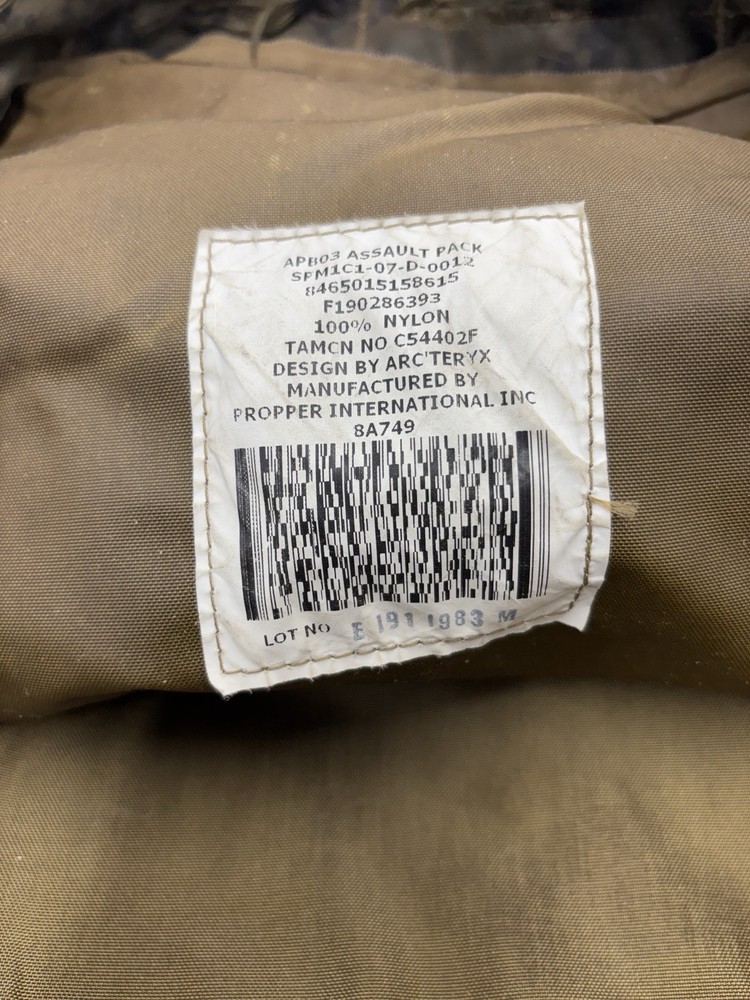 APB03 ASSAULT PACK
SPM1C1-07-D-0012
8465015158615
F190286393
100% NYLON
TAMCN NO C54402F
DESIGN BY ARC'TERYX
MANUFACTURED BY
PROPPER INTERNATIONAL INC
8A749
LOT NO E 191 1983 M